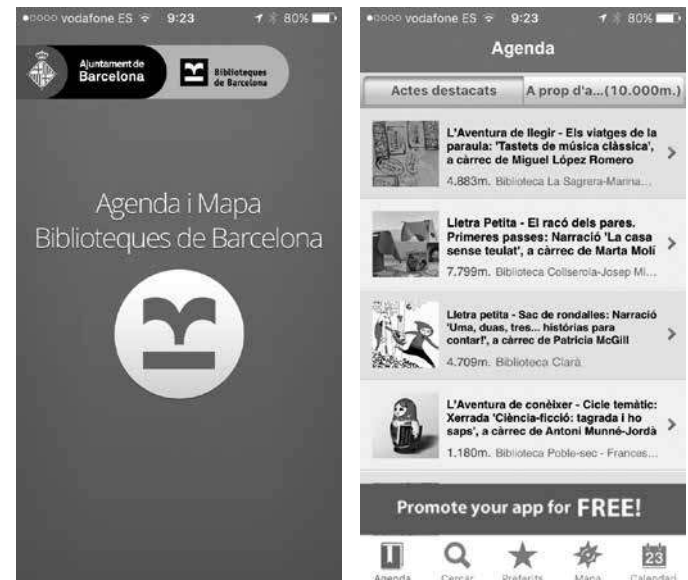 vodafone ES 9:23 80%
Ajuntament de
Barcelona
Biblioteques
de Barcelona
Agenda i Mapa
Biblioteques de Barcelona
vodafone ES 9:23 80%
Agenda
Actes destacats A prop d'a...(10.000m.)
L'Aventura de llegir - Els viatges de la
paraula: 'Tastets de música clàssica',
a càrrec de Miguel López Romero
4.883m. Biblioteca La Sagrera-Marina...
Lletra Petita - El racó dels pares.
Primeres passes: Narració 'La casa
sense teulat', a càrrec de Marta Molí
7.799m. Biblioteca Collserola-Josep Mi...
Lletra petita - Sac de rondalles: Narració
'Uma, duas, tres... histórias para
contar!', a càrrec de Patricia McGill
4.709m. Biblioteca Clarà
L'Aventura de conèixer - Cicle temàtic:
Xerrada 'Ciència-ficció: tagrada i ho
saps', a càrrec de Antoni Munné-Jordà
1.180m. Biblioteca Poble-sec - Frances...
Promote your app for FREE!
23
Agenda Cercar Preferits Mapa Calendari